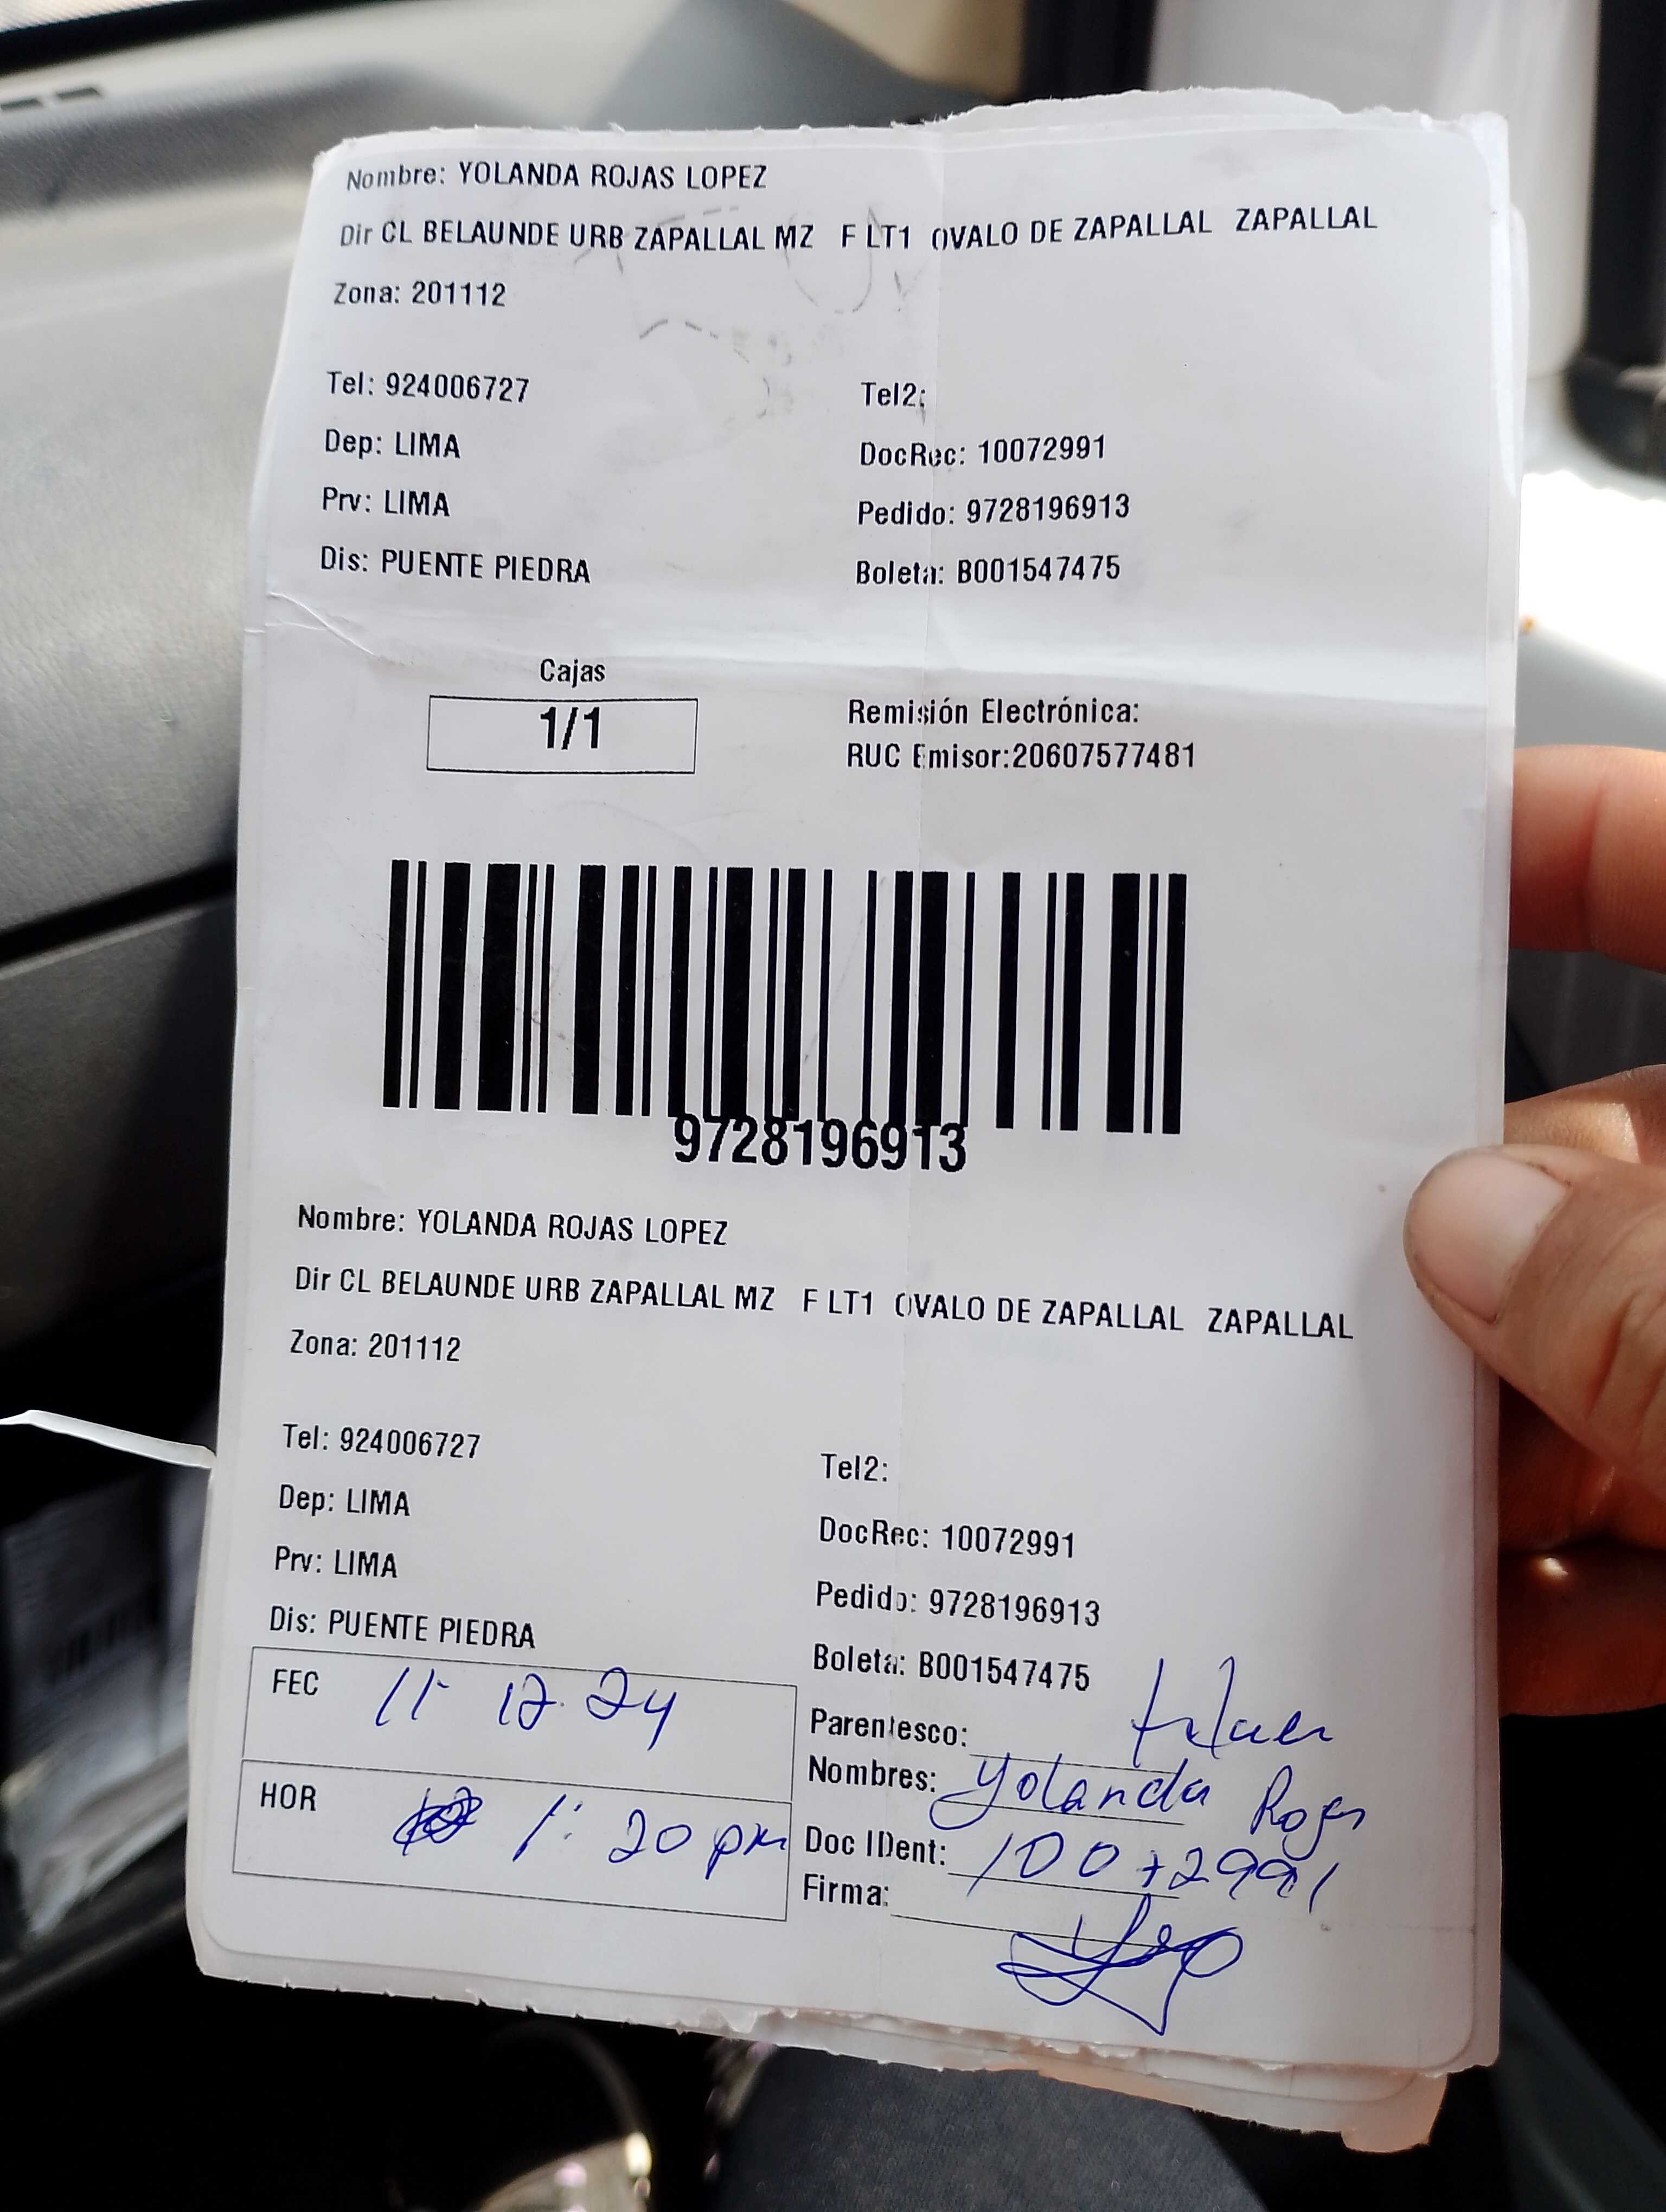 Nombre: YOLANDA ROJAS LOPEZ
Dir CL BELAUNDE URB ZAPALLAL MZ F LT1 OVALO DE ZAPALLAL ZAPALLAL
Zona: 201112
Tel: 924006727 Tel2:
Dep: LIMA DocRec: 10072991
Prv: LIMA Pedido: 9728196913
Dis: PUENTE PIEDRA Boleta: B001547475
Cajas
1/1
Remisión Electrónica:
RUC Emisor:20607577481
9728196913
Nombre: YOLANDA ROJAS LOPEZ
Dir CL BELAUNDE URB ZAPALLAL MZ F LT1 OVALO DE ZAPALLAL ZAPALLAL
Zona: 201112
Tel: 924006727 Tel2:
Dep: LIMA DocRec: 10072991
Prv: LIMA Pedido: 9728196913
Dis: PUENTE PIEDRA Boleta: B001547475
FEC 11 12 24
HOR 1:20 pm
Parentesco:
Nombres: Yolanda Rojas
Doc IDent: 10072991
Firma: